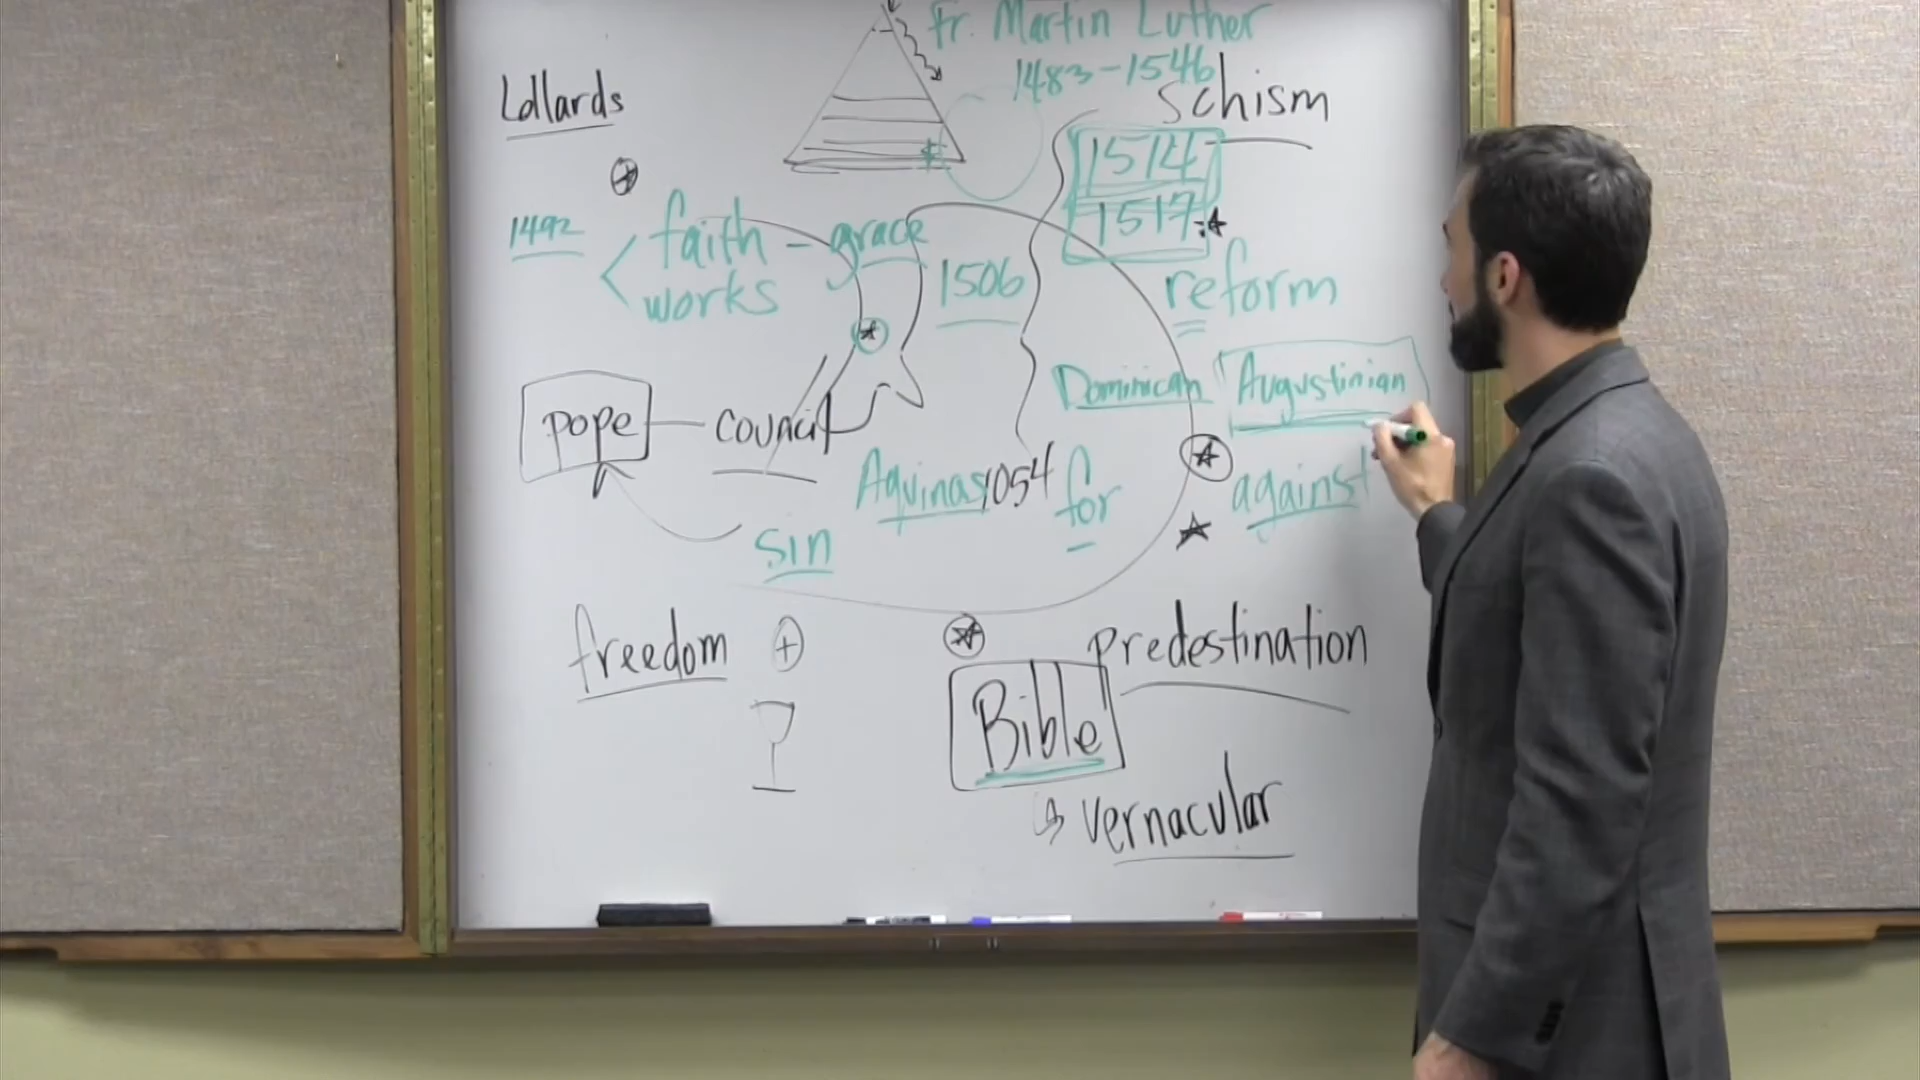 Fr. Martin Luther
1483-1546
Lollards
schism
1514
1517
1492
faith - grace
works
1506
reform
Dominican
Augustinian
pope
council
Aquinas
1054
for
against
sin
freedom
predestination
Bible
vernacular